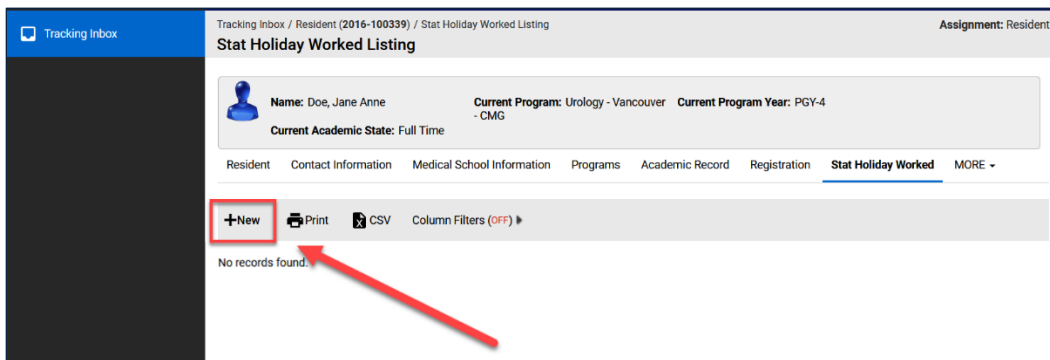 Tracking Inbox
Tracking Inbox / Resident (2016-100339) / Stat Holiday Worked Listing
Assignment: Resident
Stat Holiday Worked Listing
Name: Doe, Jane Anne
Current Program: Urology - Vancouver
- CMG
Current Program Year: PGY-4
Current Academic State: Full Time
Resident Contact Information Medical School Information Programs Academic Record Registration Stat Holiday Worked MORE
+New Print X CSV Column Filters (OFF)
No records found.